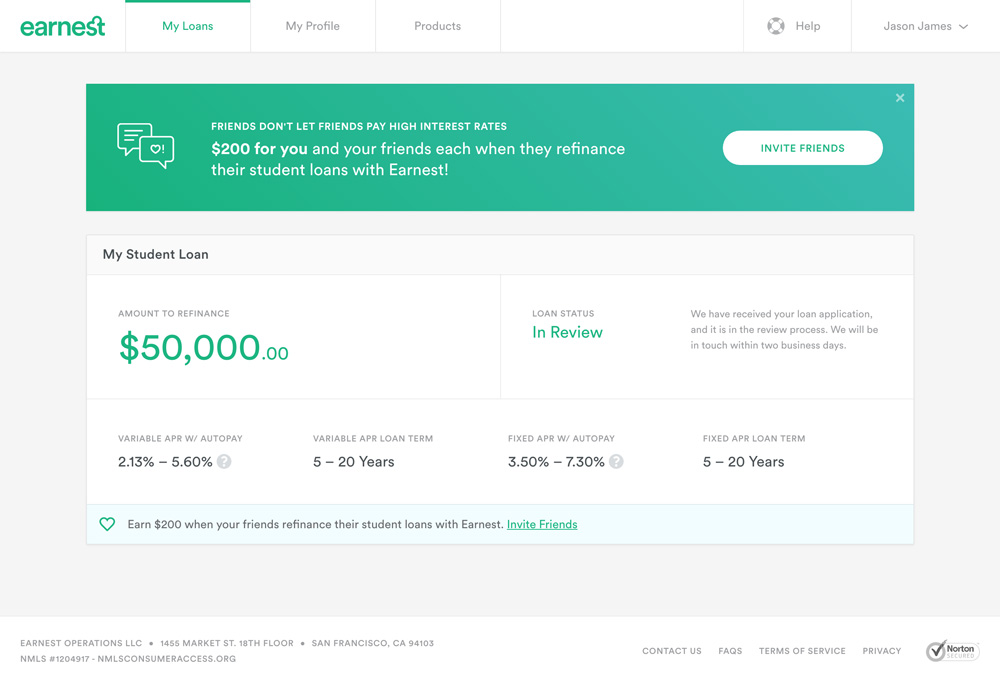 earnest
My Loans
My Profile
Products
Help
Jason James
FRIENDS DON'T LET FRIENDS PAY HIGH INTEREST RATES
$200 for you and your friends each when they refinance
their student loans with Earnest!
INVITE FRIENDS
My Student Loan
AMOUNT TO REFINANCE
$50,000.00
LOAN STATUS
In Review
We have received your loan application,
and it is in the review process. We will be
in touch within two business days.
VARIABLE APR W/ AUTOPAY
2.13% – 5.60% ?
VARIABLE APR LOAN TERM
5 – 20 Years
FIXED APR W/ AUTOPAY
3.50% – 7.30% ?
FIXED APR LOAN TERM
5 – 20 Years
Earn $200 when your friends refinance their student loans with Earnest. Invite Friends
EARNEST OPERATIONS LLC • 1455 MARKET ST. 18TH FLOOR • SAN FRANCISCO, CA 94103
NMLS #1204917 - NMLSCONSUMERACCESS.ORG
CONTACT US
FAQS
TERMS OF SERVICE
PRIVACY
Norton
SECURED